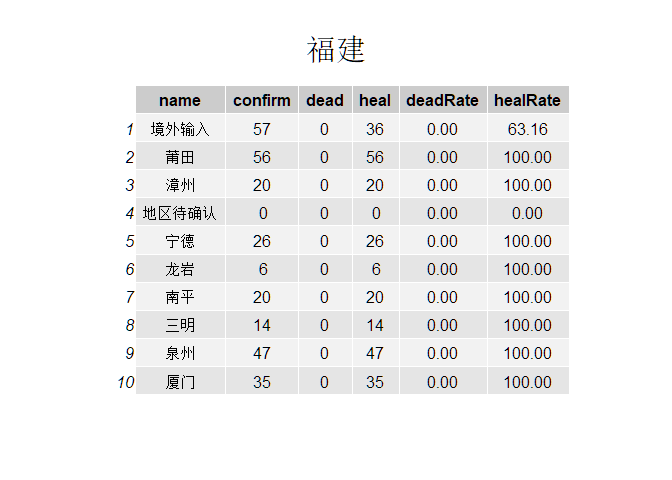 福建
name confirm dead heal deadRate healRate
1 境外输入 57 0 36 0.00 63.16
2 莆田 56 0 56 0.00 100.00
3 漳州 20 0 20 0.00 100.00
4 地区待确认 0 0 0 0.00 0.00
5 宁德 26 0 26 0.00 100.00
6 龙岩 6 0 6 0.00 100.00
7 南平 20 0 20 0.00 100.00
8 三明 14 0 14 0.00 100.00
9 泉州 47 0 47 0.00 100.00
10 厦门 35 0 35 0.00 100.00